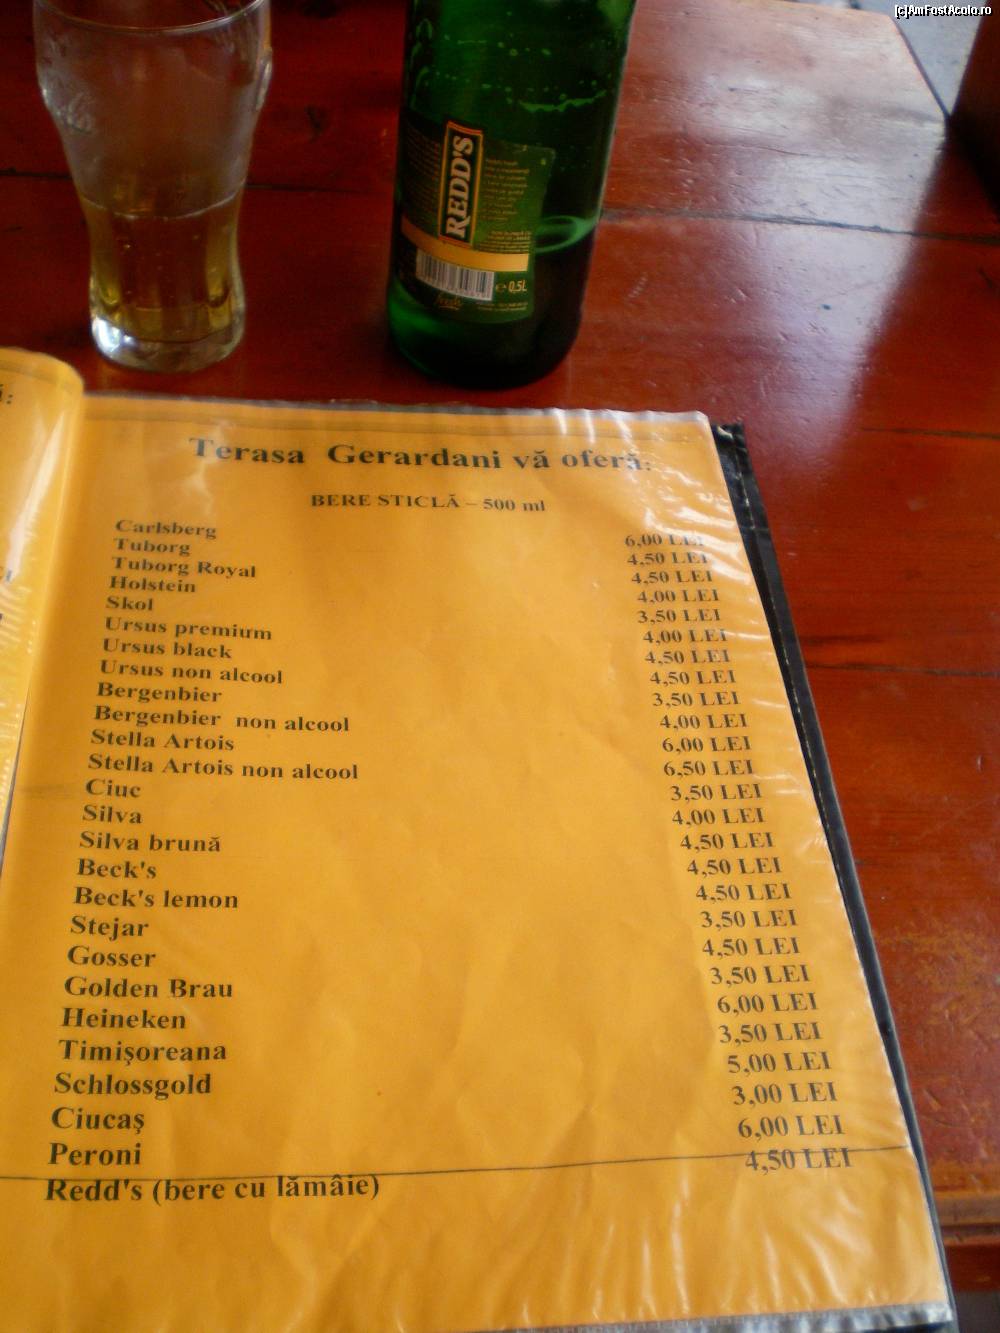 [c]AmFostAcolo.ro
REDD'S
e 0,5L
fresh
Terasa Gerardani vă oferă:
BERE STICLĂ – 500 ml
Carlsberg 6,00 LEI
Tuborg 4,50 LEI
Tuborg Royal 4,50 LEI
Holstein 4,00 LEI
Skol 3,50 LEI
Ursus premium 4,00 LEI
Ursus black 4,50 LEI
Ursus non alcool 4,50 LEI
Bergenbier 3,50 LEI
Bergenbier non alcool 4,00 LEI
Stella Artois 6,00 LEI
Stella Artois non alcool 6,50 LEI
Ciuc 3,50 LEI
Silva 4,00 LEI
Silva brună 4,50 LEI
Beck's 4,50 LEI
Beck's lemon 4,50 LEI
Stejar 3,50 LEI
Gosser 4,50 LEI
Golden Brau 3,50 LEI
Heineken 6,00 LEI
Timişoreana 3,50 LEI
Schlossgold 5,00 LEI
Ciucaş 3,00 LEI
Peroni 6,00 LEI
Redd's (bere cu lămâie) 4,50 LEI